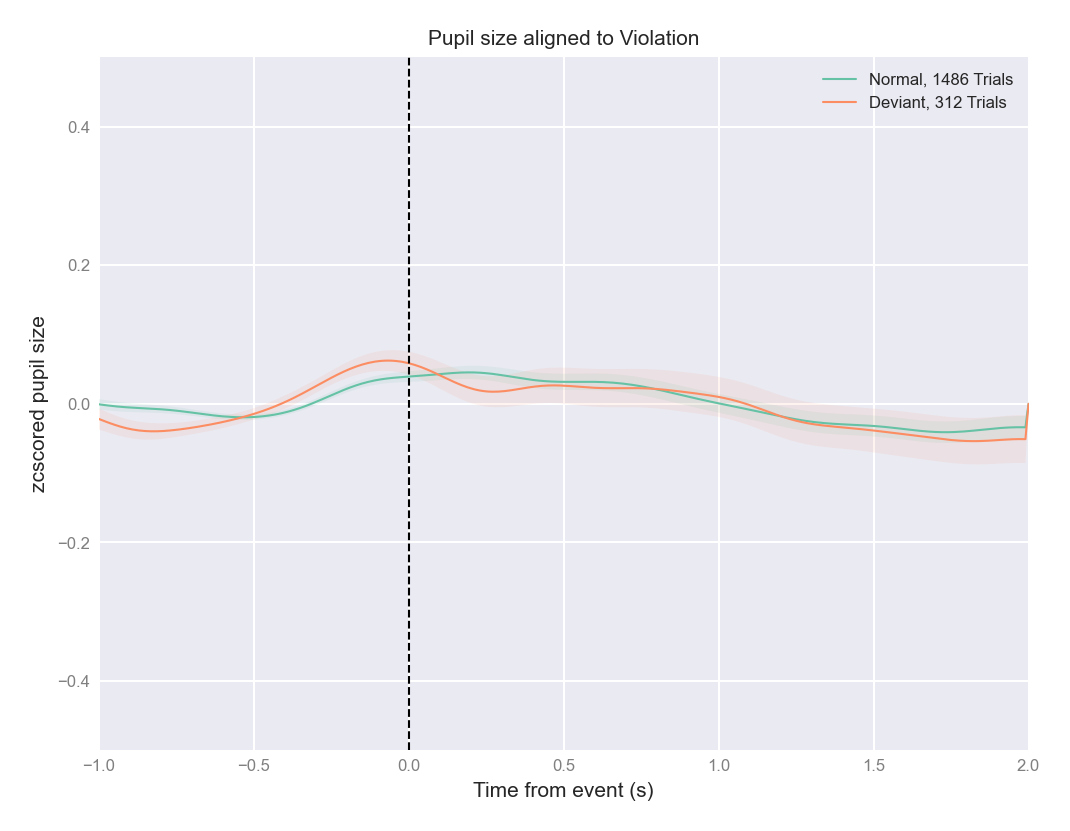 Pupil size aligned to Violation
Normal, 1486 Trials
Deviant, 312 Trials
zcscored pupil size
0.4
0.2
0.0
−0.2
−0.4
−1.0 −0.5 0.0 0.5 1.0 1.5 2.0
Time from event (s)